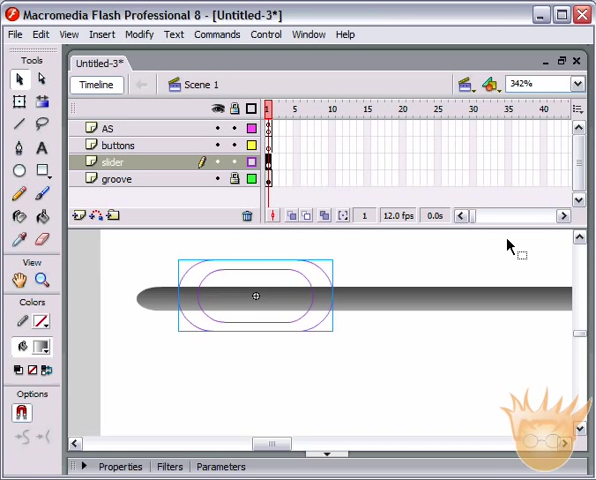 Macromedia Flash Professional 8 - [Untitled-3*]
File Edit View Insert Modify Text Commands Control Window Help
Tools
Untitled-3*
Timeline
Scene 1
342%
1 5 10 15 20 25 30 35 40
AS
buttons
slider
groove
1 12.0 fps 0.0s
View
Colors
Options
Properties Filters Parameters